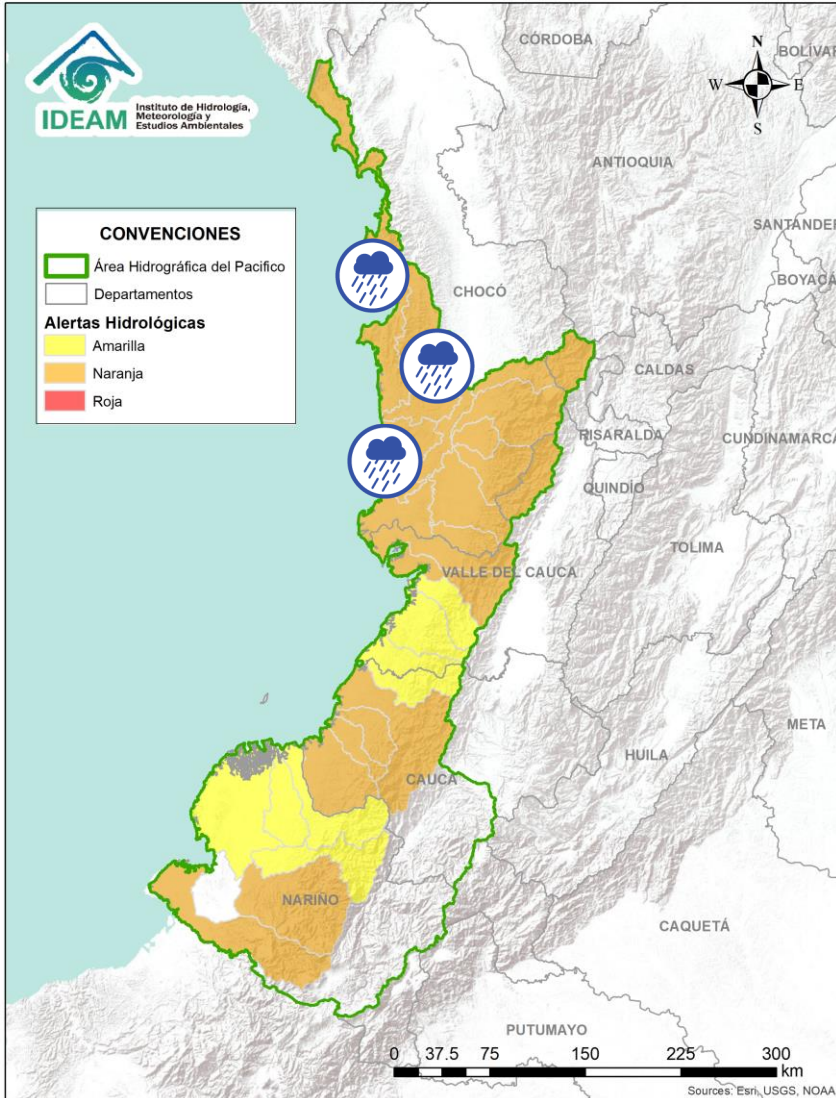 IDEAM
Instituto de Hidrología,
Meteorología y
Estudios Ambientales
CONVENCIONES
Área Hidrográfica del Pacifico
Departamentos
Alertas Hidrológicas
Amarilla
Naranja
Roja
N
W
E
S
CÓRDOBA
BOLÍVAR
ANTIOQUIA
SANTANDER
BOYACÁ
CHOCÓ
CALDAS
RISARALDA
CUNDINAMARCA
QUINDÍO
TOLIMA
VALLE DEL CAUCA
META
HUILA
CAUCA
NARIÑO
CAQUETÁ
PUTUMAYO
0 37.5 75 150 225 300
km
Sources: Esri, USGS, NOAA